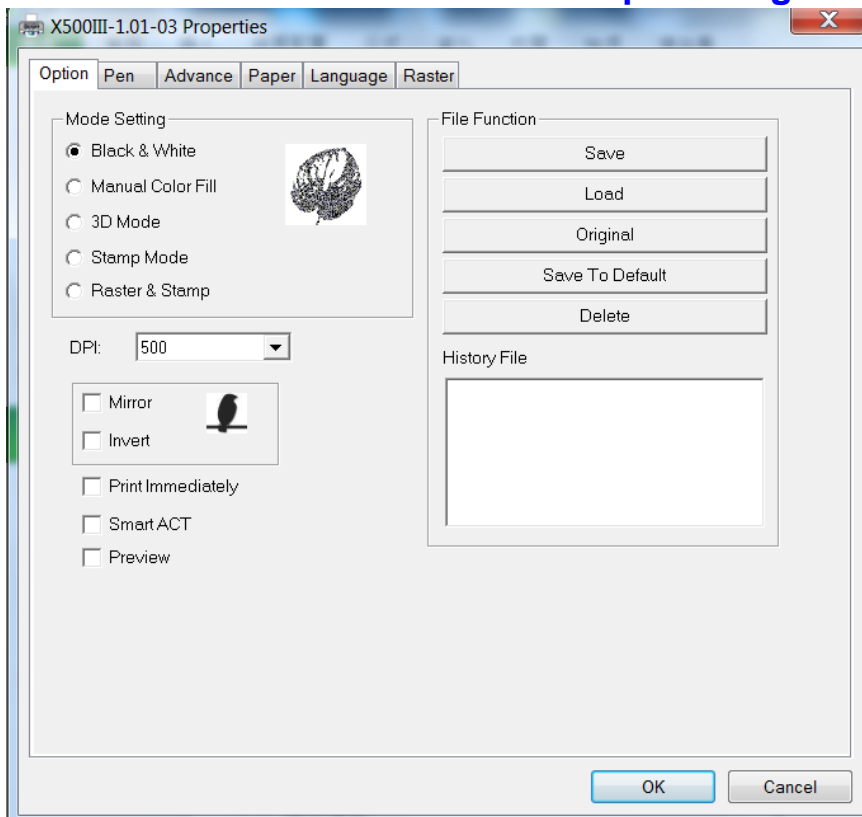 X500III-1.01-03 Properties
X
Option Pen Advance Paper Language Raster
Mode Setting
Black & White
Manual Color Fill
3D Mode
Stamp Mode
Raster & Stamp
DPI: 500
Mirror
Invert
Print Immediately
Smart ACT
Preview
File Function
Save
Load
Original
Save To Default
Delete
History File
OK Cancel